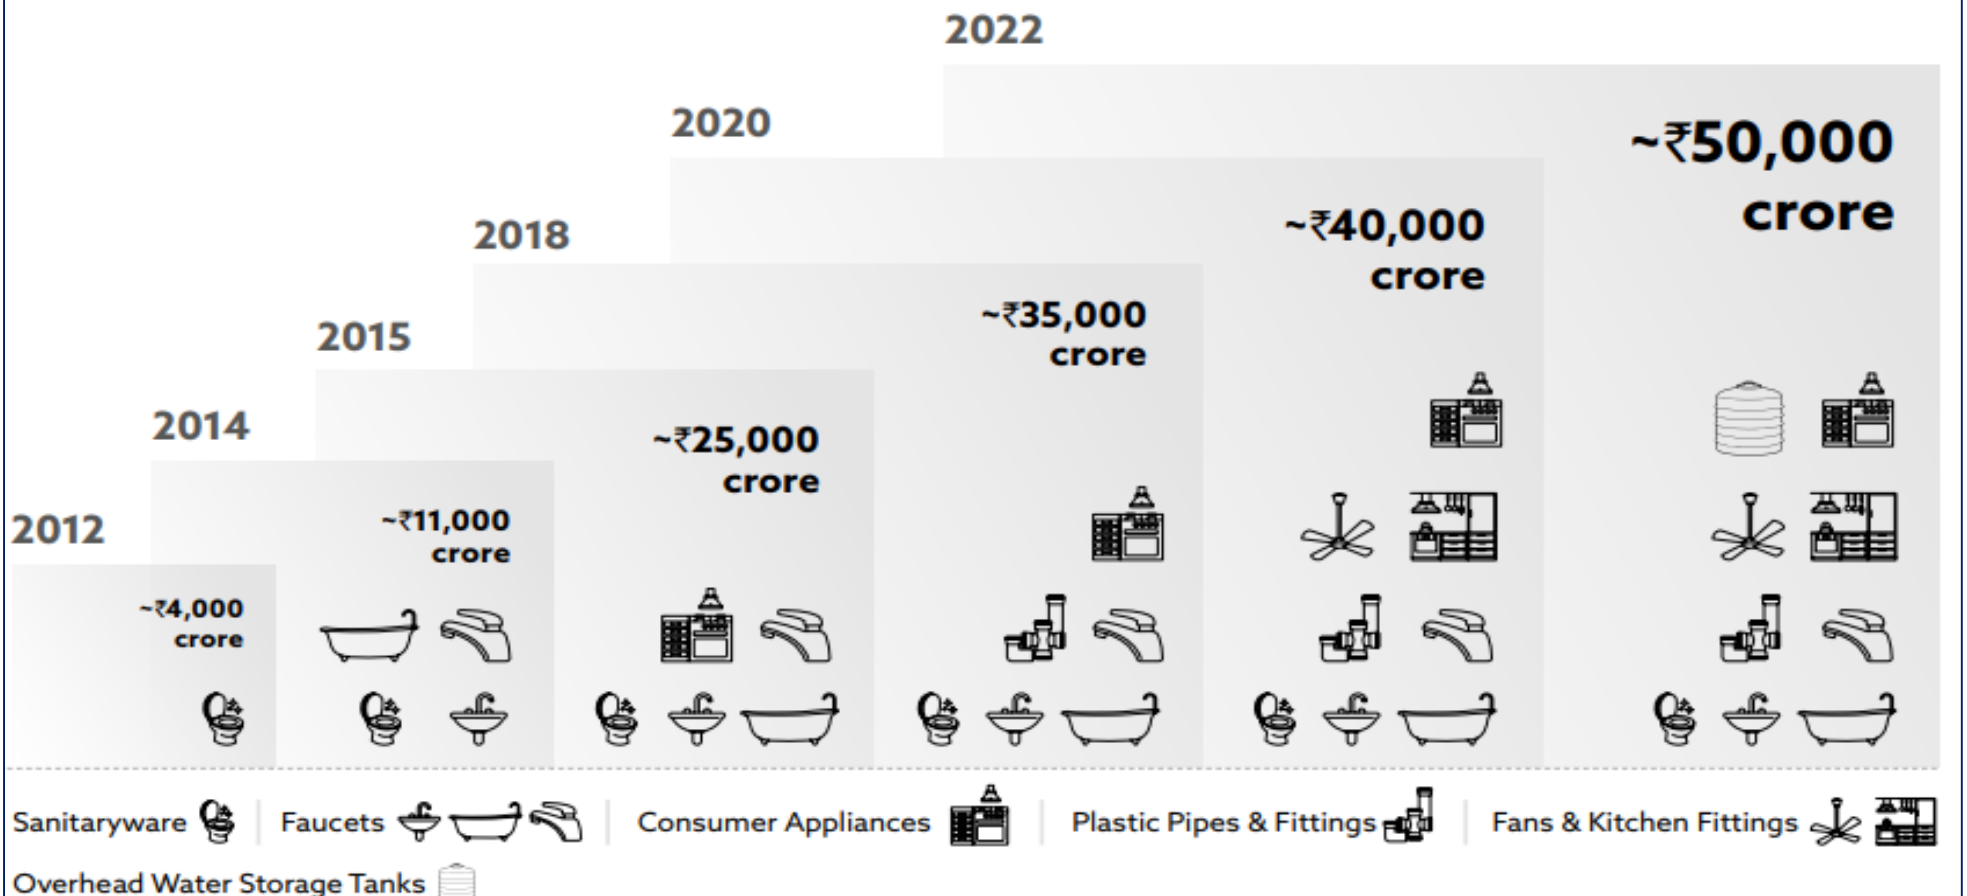 2022
~₹50,000
crore
2020
~₹40,000
crore
2018
~₹35,000
crore
2015
~₹25,000
crore
2014
~₹11,000
crore
2012
~₹4,000
crore
Sanitaryware
Faucets
Consumer Appliances
Plastic Pipes & Fittings
Fans & Kitchen Fittings
Overhead Water Storage Tanks